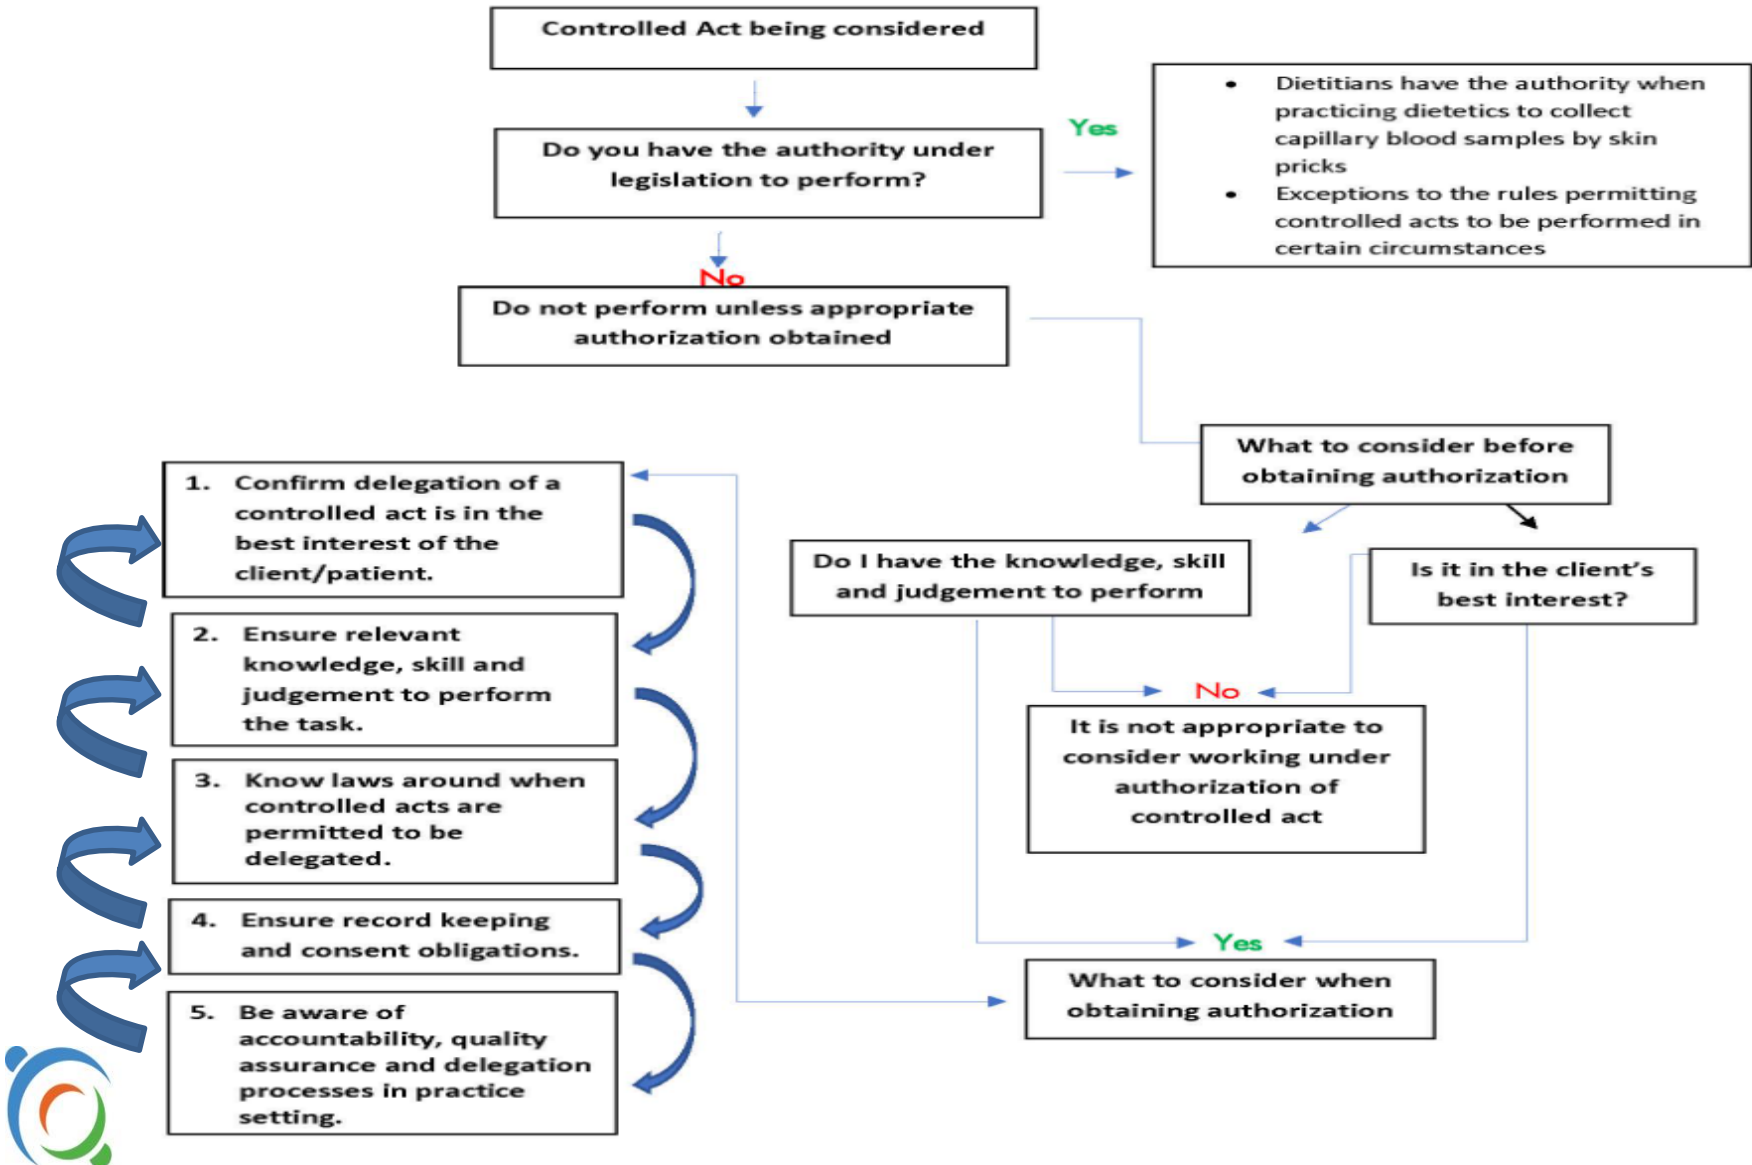 Controlled Act being considered
Do you have the authority under
legislation to perform?
Yes
• Dietitians have the authority when
practicing dietetics to collect
capillary blood samples by skin
pricks
• Exceptions to the rules permitting
controlled acts to be performed in
certain circumstances
No
Do not perform unless appropriate
authorization obtained
What to consider before
obtaining authorization
Do I have the knowledge, skill
and judgement to perform
Is it in the client's
best interest?
No
It is not appropriate to
consider working under
authorization of
controlled act
Yes
What to consider when
obtaining authorization
1. Confirm delegation of a
controlled act is in the
best interest of the
client/patient.
2. Ensure relevant
knowledge, skill and
judgement to perform
the task.
3. Know laws around when
controlled acts are
permitted to be
delegated.
4. Ensure record keeping
and consent obligations.
5. Be aware of
accountability, quality
assurance and delegation
processes in practice
setting.